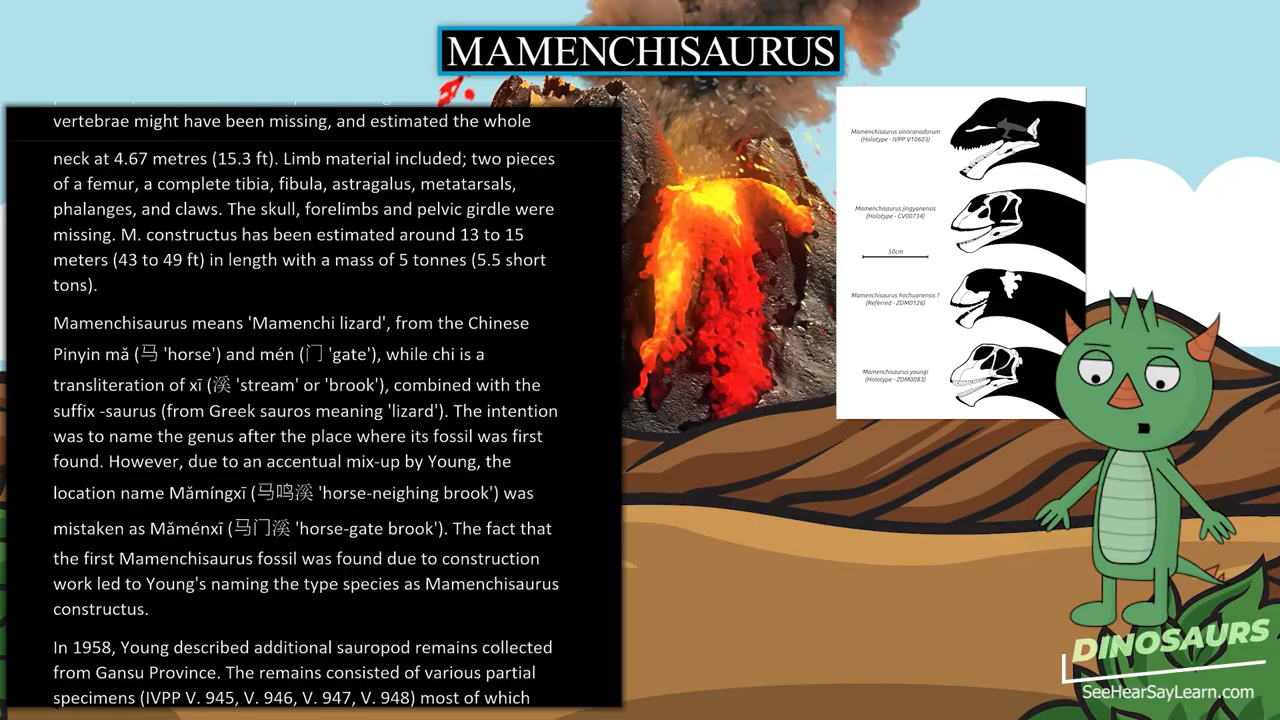 MAMENCHISAURUS
vertebrae might have been missing, and estimated the whole
neck at 4.67 metres (15.3 ft). Limb material included; two pieces
of a femur, a complete tibia, fibula, astragalus, metatarsals,
phalanges, and claws. The skull, forelimbs and pelvic girdle were
missing. M. constructus has been estimated around 13 to 15
meters (43 to 49 ft) in length with a mass of 5 tonnes (5.5 short
tons).
Mamenchisaurus means 'Mamenchi lizard', from the Chinese
Pinyin mǎ (马 'horse') and mén (门 'gate'), while chi is a
transliteration of xī (溪 'stream' or 'brook'), combined with the
suffix -saurus (from Greek sauros meaning 'lizard'). The intention
was to name the genus after the place where its fossil was first
found. However, due to an accentual mix-up by Young, the
location name Mǎmíngxī (马鸣溪 'horse-neighing brook') was
mistaken as Mǎménxī (马门溪 'horse-gate brook'). The fact that
the first Mamenchisaurus fossil was found due to construction
work led to Young's naming the type species as Mamenchisaurus
constructus.
In 1958, Young described additional sauropod remains collected
from Gansu Province. The remains consisted of various partial
specimens (IVPP V. 945, V. 946, V. 947, V. 948) most of which
Mamenchisaurus sinocanadorum
(Holotype - IVPP V10603)
Mamenchisaurus jingyanensis
(Holotype - CV00734)
50cm
Mamenchisaurus hochuanensis ?
(Referred - ZDM0126)
Mamenchisaurus youngi
(Holotype - ZDM0083)
DINOSAURS
SeeHearSayLearn.com